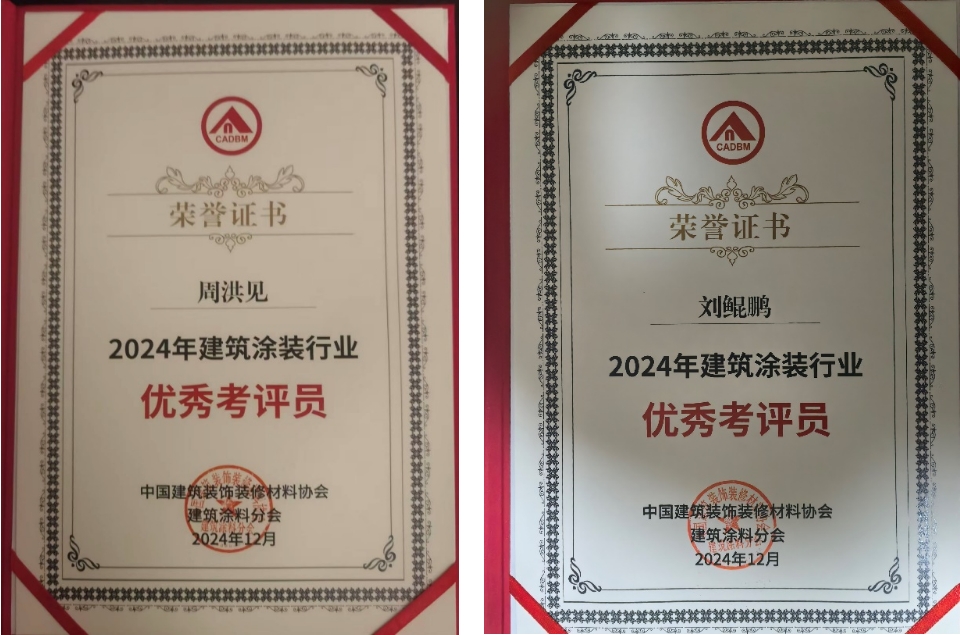 CADBM
荣誉证书
周洪见
2024年建筑涂装行业
优秀考评员
中国建筑装饰装修材料协会
建筑涂料分会
2024年12月
CADBM
荣誉证书
刘鲲鹏
2024年建筑涂装行业
优秀考评员
中国建筑装饰装修材料协会
建筑涂料分会
2024年12月